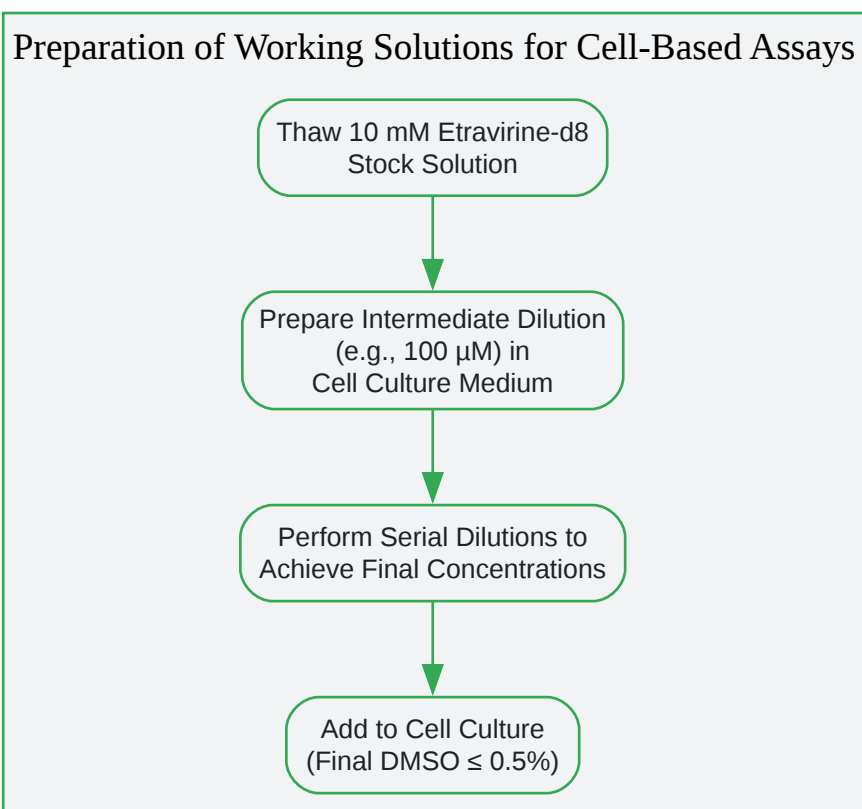 Preparation of Working Solutions for Cell-Based Assays
Thaw 10 mM Etravirine-d8
Stock Solution
Prepare Intermediate Dilution
(e.g., 100 µM) in
Cell Culture Medium
Perform Serial Dilutions to
Achieve Final Concentrations
Add to Cell Culture
(Final DMSO ≤ 0.5%)